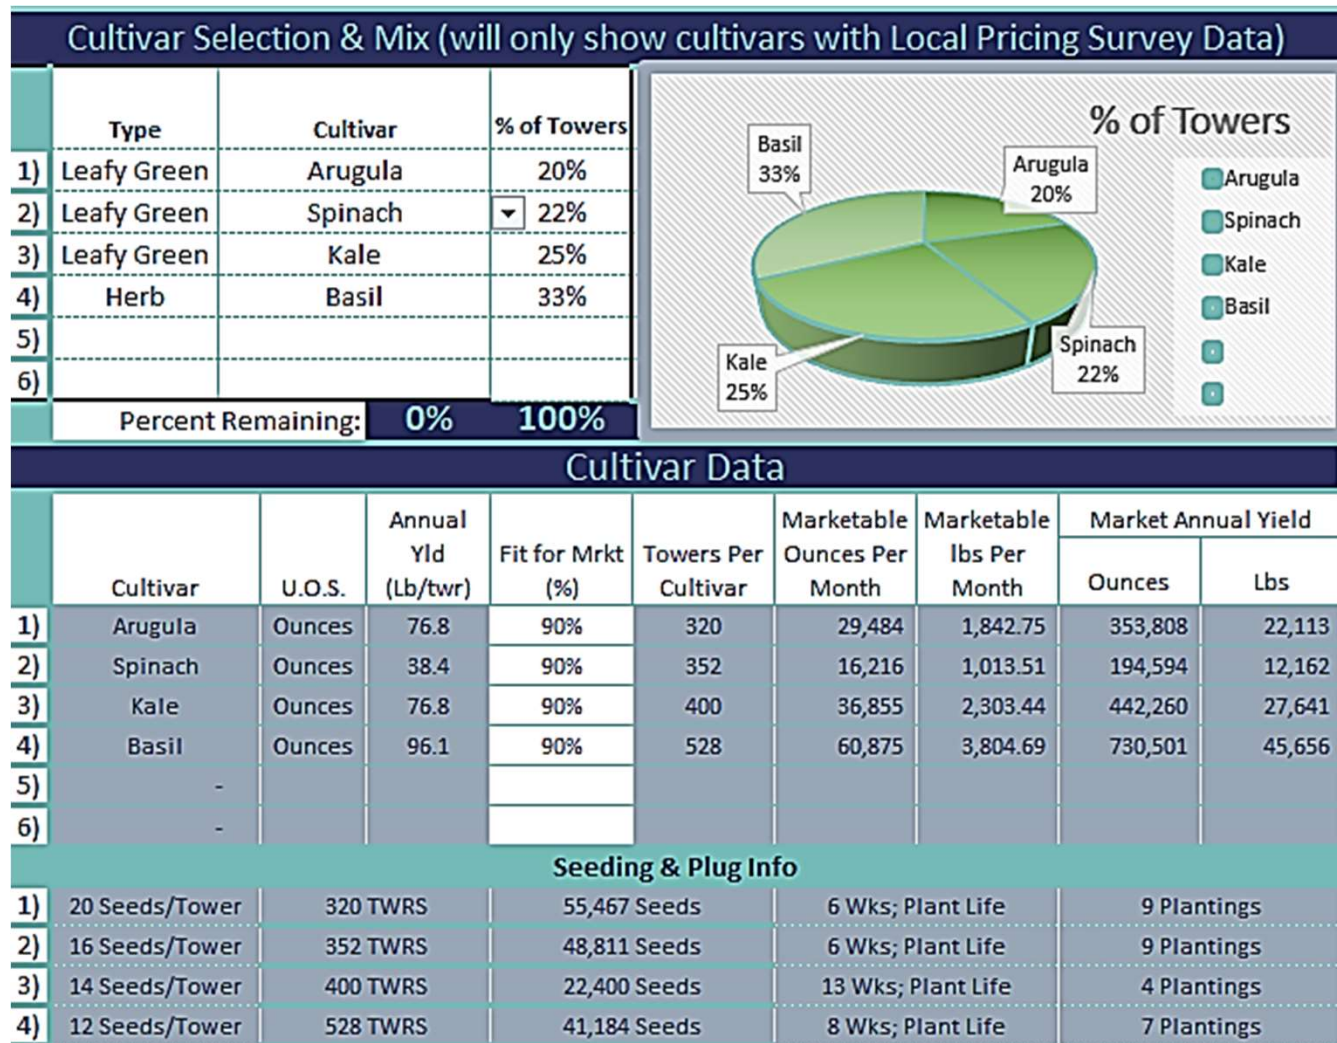 Cultivar Selection & Mix (will only show cultivars with Local Pricing Survey Data)
Type Cultivar % of Towers
1) Leafy Green Arugula 20%
2) Leafy Green Spinach 22%
3) Leafy Green Kale 25%
4) Herb Basil 33%
5)
6)
Percent Remaining: 0% 100%
% of Towers
Basil
33%
Arugula
20%
Spinach
22%
Kale
25%
Arugula
Spinach
Kale
Basil
Cultivar Data
Cultivar U.O.S. Annual Yld (Lb/twr) Fit for Mrkt (%) Towers Per Cultivar Marketable Ounces Per Month Marketable lbs Per Month Market Annual Yield Ounces Lbs
1) Arugula Ounces 76.8 90% 320 29,484 1,842.75 353,808 22,113
2) Spinach Ounces 38.4 90% 352 16,216 1,013.51 194,594 12,162
3) Kale Ounces 76.8 90% 400 36,855 2,303.44 442,260 27,641
4) Basil Ounces 96.1 90% 528 60,875 3,804.69 730,501 45,656
5) -
6) -
Seeding & Plug Info
1) 20 Seeds/Tower 320 TWRS 55,467 Seeds 6 Wks; Plant Life 9 Plantings
2) 16 Seeds/Tower 352 TWRS 48,811 Seeds 6 Wks; Plant Life 9 Plantings
3) 14 Seeds/Tower 400 TWRS 22,400 Seeds 13 Wks; Plant Life 4 Plantings
4) 12 Seeds/Tower 528 TWRS 41,184 Seeds 8 Wks; Plant Life 7 Plantings